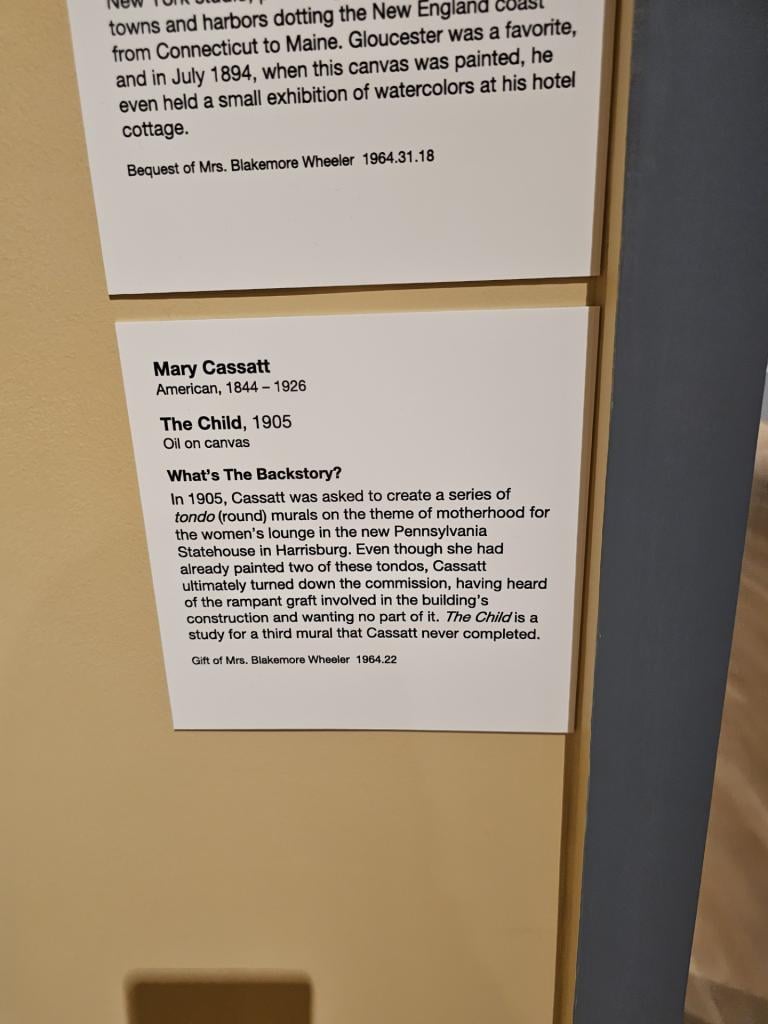 New York studio,
towns and harbors dotting the New England coast
from Connecticut to Maine. Gloucester was a favorite,
and in July 1894, when this canvas was painted, he
even held a small exhibition of watercolors at his hotel
cottage.
Bequest of Mrs. Blakemore Wheeler 1964.31.18
Mary Cassatt
American, 1844 – 1926
The Child, 1905
Oil on canvas
What's The Backstory?
In 1905, Cassatt was asked to create a series of
tondo (round) murals on the theme of motherhood for
the women's lounge in the new Pennsylvania
Statehouse in Harrisburg. Even though she had
already painted two of these tondos, Cassatt
ultimately turned down the commission, having heard
of the rampant graft involved in the building's
construction and wanting no part of it. The Child is a
study for a third mural that Cassatt never completed.
Gift of Mrs. Blakemore Wheeler 1964.22